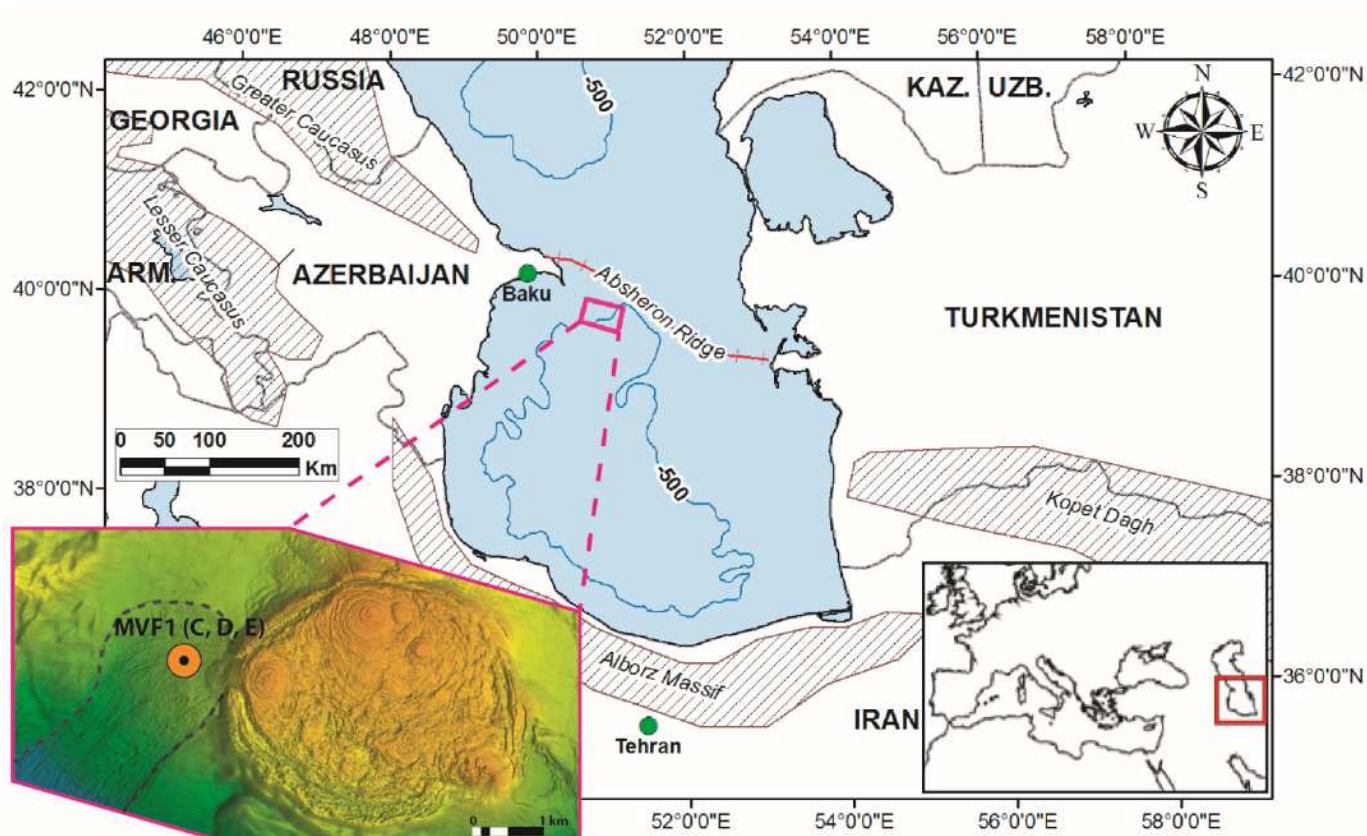 46°0'0"E 48°0'0"E 50°0'0"E 52°0'0"E 54°0'0"E 56°0'0"E 58°0'0"E
42°0'0"N
42°0'0"N
RUSSIA
-500
KAZ. UZB.
N
W E
S
GEORGIA
Greater Caucasus
Lesser Caucasus
ARM.
AZERBAIJAN
40°0'0"N
40°0'0"N
Baku
Absheron Ridge
TURKMENISTAN
0 50 100 200
Km
38°0'0"N
38°0'0"N
-500
Kopet Dagh
MVF1 (C, D, E)
Alborz Massif
36°0'0"N
IRAN
Tehran
0 1 km
52°0'0"E 54°0'0"E 56°0'0"E 58°0'0"E